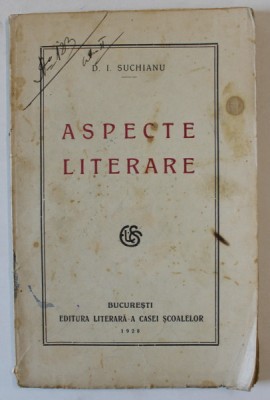 D. I. SUCHIANU
ASPECTE
LITERARE
BUCUREȘTI
EDITURA LITERARĂ A CASEI ȘCOALELOR
1928